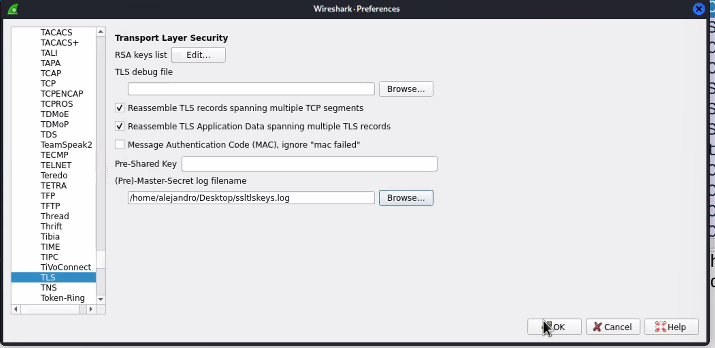 Wireshark · Preferences
TACACS
TACACS+
TALI
TAPA
TCAP
TCP
TCPENCAP
TCPROS
TDMoE
TDMoP
TDS
TeamSpeak2
TECMP
TELNET
Teredo
TETRA
TFP
TFTP
Thread
Thrift
Tibia
TIME
TIPC
TiVoConnect
TLS
TNS
Token-Ring
Transport Layer Security
RSA keys list Edit...
TLS debug file
Browse...
Reassemble TLS records spanning multiple TCP segments
Reassemble TLS Application Data spanning multiple TLS records
Message Authentication Code (MAC), ignore "mac failed"
Pre-Shared Key
(Pre)-Master-Secret log filename
/home/alejandro/Desktop/ssltlskeys.log Browse...
OK Cancel Help